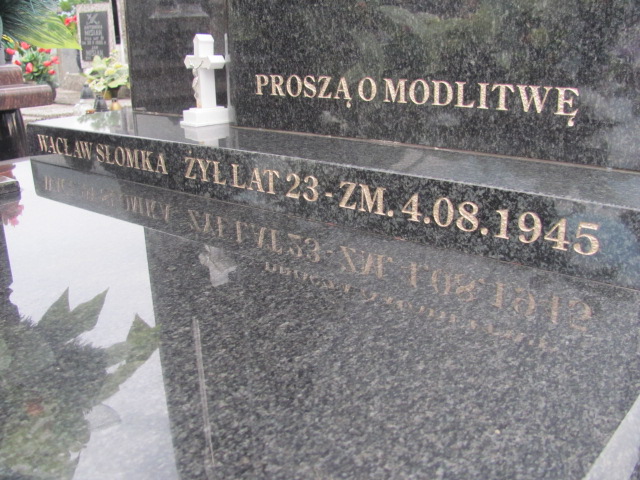 PROSZĄ O MODLITWĘ
WACŁAW SŁOMKA ŻYŁ LAT 23 - ZM. 4.08.1945